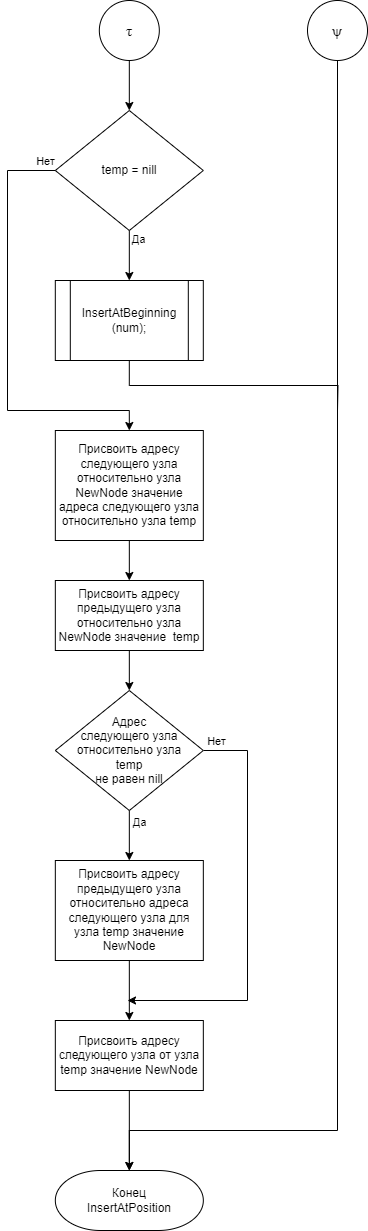 τ
ψ
temp = nill
Нет
Да
InsertAtBeginning
(num);
Присвоить адресу
следующего узла
относительно узла
NewNode значение
адреса следующего узла
относительно узла temp
Присвоить адресу
предыдущего узла
относительно узла
NewNode значение temp
Адрес
следующего узла
относительно узла
temp
не равен nill
Нет
Да
Присвоить адресу
предыдущего узла
относительно адреса
следующего узла для
узла temp значение
NewNode
Присвоить адресу
следующего узла от узла
temp значение NewNode
Конец
InsertAtPosition